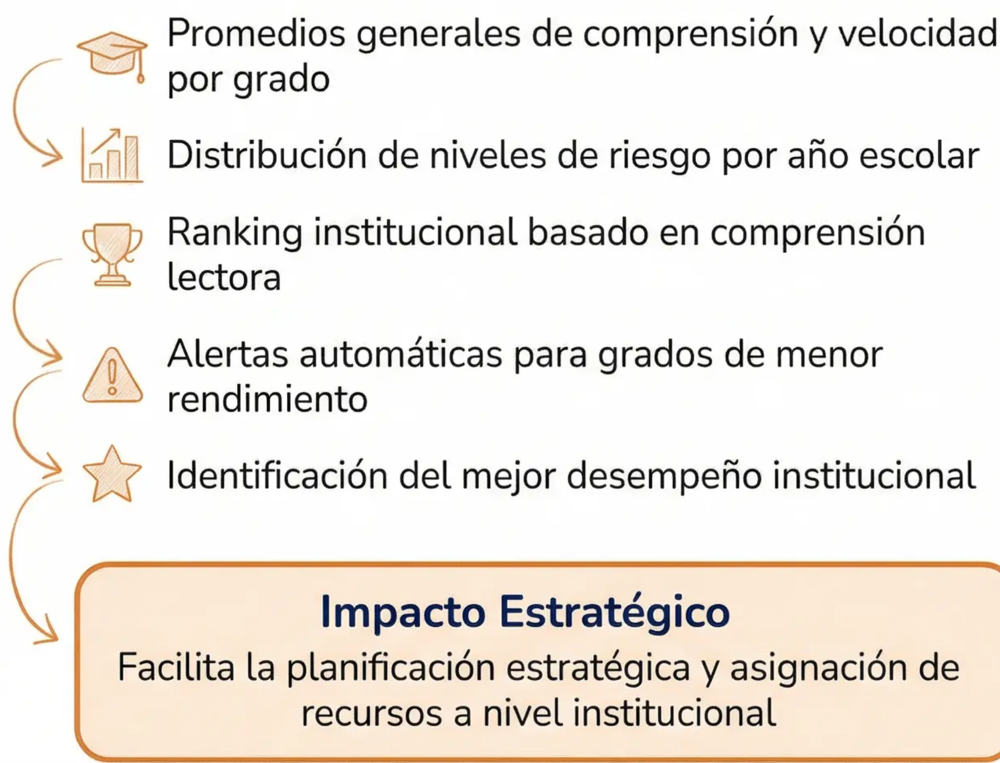 Promedios generales de comprensión y velocidad
por grado
Distribución de niveles de riesgo por año escolar
Ranking institucional basado en comprensión
lectora
Alertas automáticas para grados de menor
rendimiento
Identificación del mejor desempeño institucional
Impacto Estratégico
Facilita la planificación estratégica y asignación de
recursos a nivel institucional